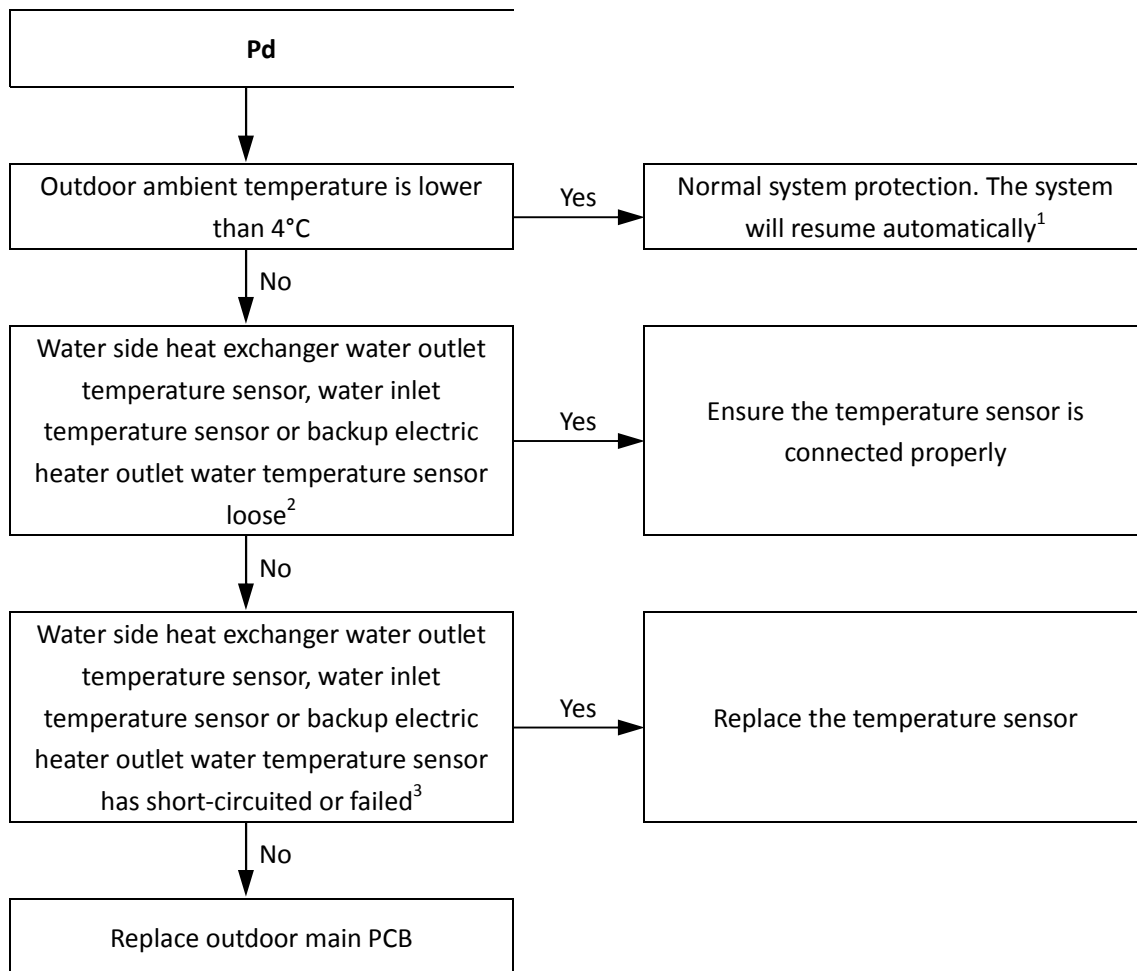 Pd
Outdoor ambient temperature is lower
than 4°C
Yes
Normal system protection. The system
will resume automatically¹
No
Water side heat exchanger water outlet
temperature sensor, water inlet
temperature sensor or backup electric
heater outlet water temperature sensor
loose²
Yes
Ensure the temperature sensor is
connected properly
No
Water side heat exchanger water outlet
temperature sensor, water inlet
temperature sensor or backup electric
heater outlet water temperature sensor
has short-circuited or failed³
Yes
Replace the temperature sensor
No
Replace outdoor main PCB